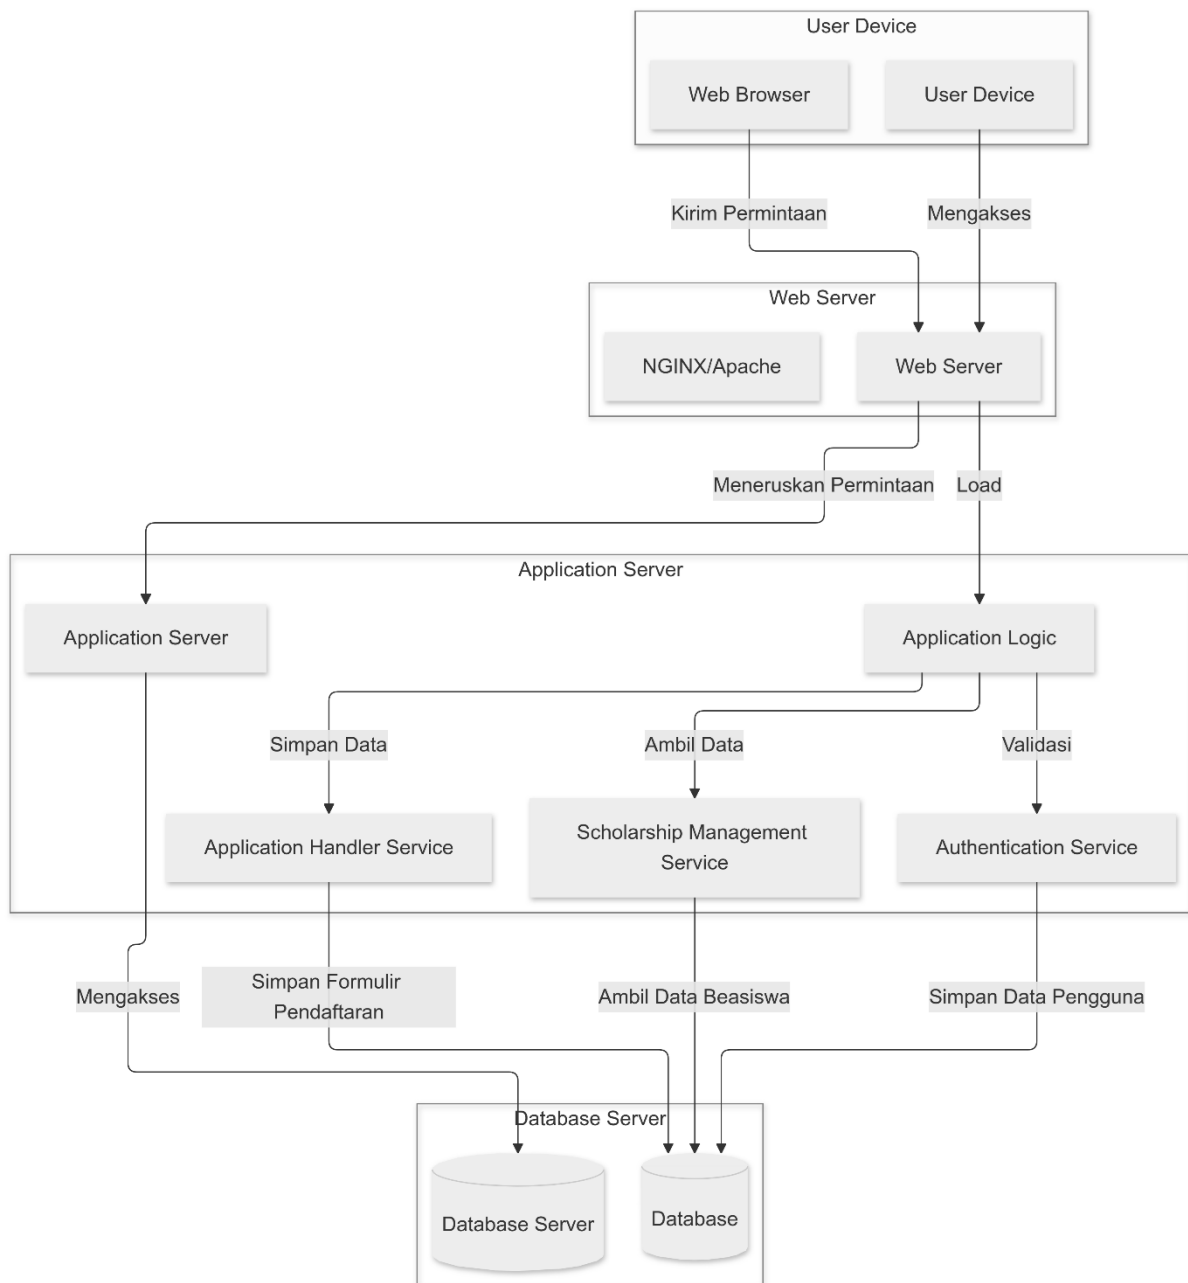 User Device
Web Browser
User Device
Kirim Permintaan
Mengakses
Web Server
NGINX/Apache
Web Server
Meneruskan Permintaan
Load
Application Server
Application Server
Application Logic
Simpan Data
Ambil Data
Validasi
Application Handler Service
Scholarship Management
Service
Authentication Service
Mengakses
Simpan Formulir
Pendaftaran
Ambil Data Beasiswa
Simpan Data Pengguna
Database Server
Database Server
Database